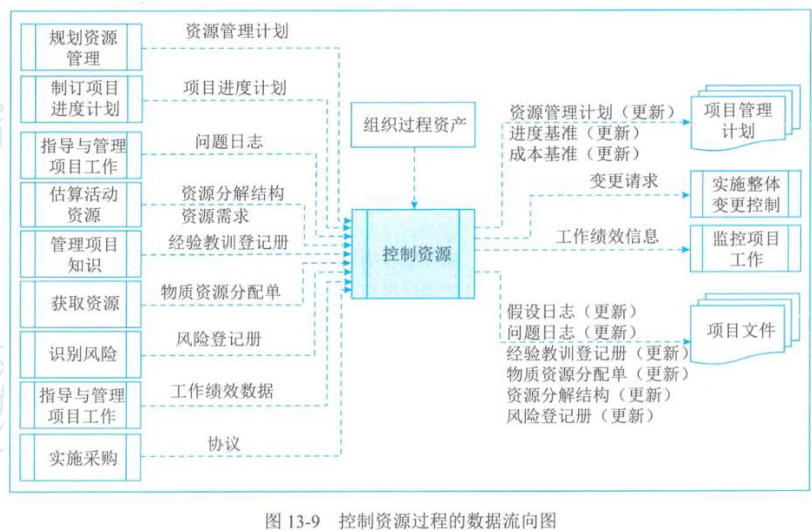 规划资源
管理
资源管理计划
制订项目
进度计划
项目进度计划
指导与管理
项目工作
问题日志
估算活动
资源
资源分解结构
资源需求
管理项目
知识
经验教训登记册
获取资源
物质资源分配单
识别风险
风险登记册
指导与管理
项目工作
工作绩效数据
实施采购
协议
组织过程资产
控制资源
资源管理计划（更新）
进度基准（更新）
成本基准（更新）
项目管理
计划
变更请求
实施整体
变更控制
工作绩效信息
监控项目
工作
假设日志（更新）
问题日志（更新）
经验教训登记册（更新）
物质资源分配单（更新）
资源分解结构（更新）
风险登记册（更新）
项目文件
图 13-9 控制资源过程的数据流向图